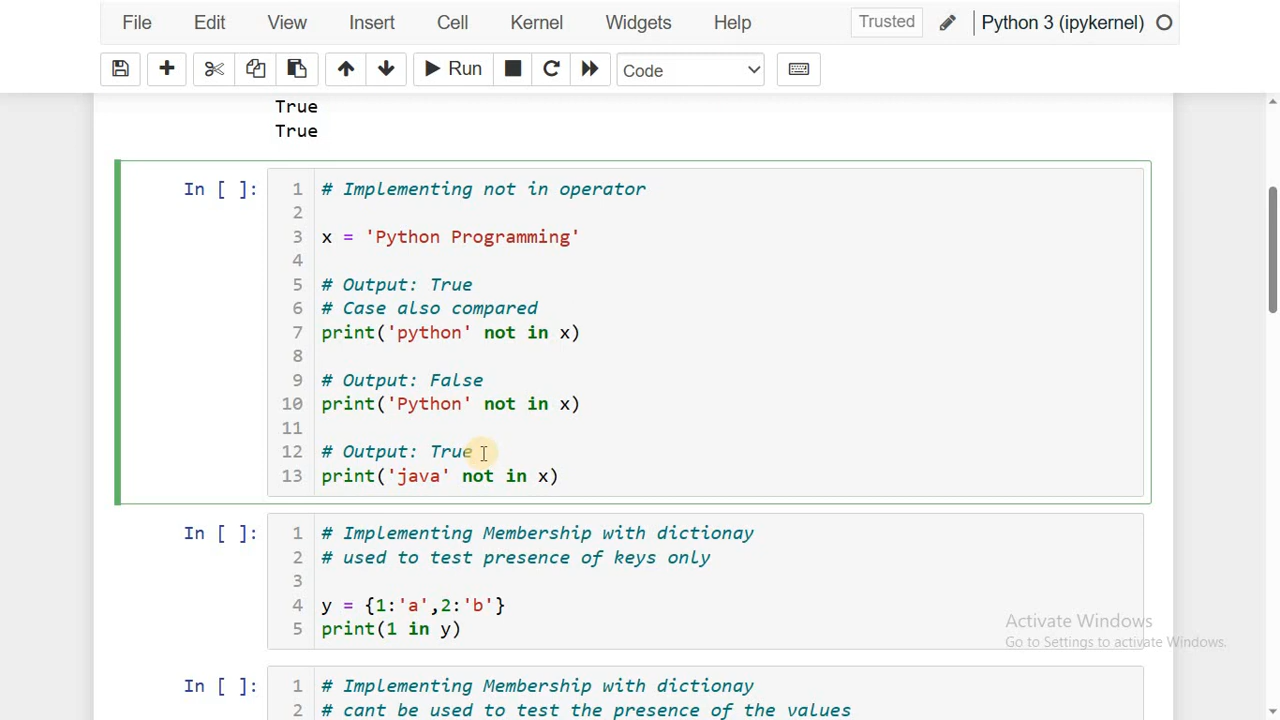 File Edit View Insert Cell Kernel Widgets Help Trusted Python 3 (ipykernel)
Run Code
True
True
In [ ]: 1 # Implementing not in operator
2
3 x = 'Python Programming'
4
5 # Output: True
6 # Case also compared
7 print('python' not in x)
8
9 # Output: False
10 print('Python' not in x)
11
12 # Output: True
13 print('java' not in x)
In [ ]: 1 # Implementing Membership with dictionay
2 # used to test presence of keys only
3
4 y = {1:'a',2:'b'}
5 print(1 in y)
Activate Windows
Go to Settings to activate Windows.
In [ ]: 1 # Implementing Membership with dictionay
2 # cant be used to test the presence of the values